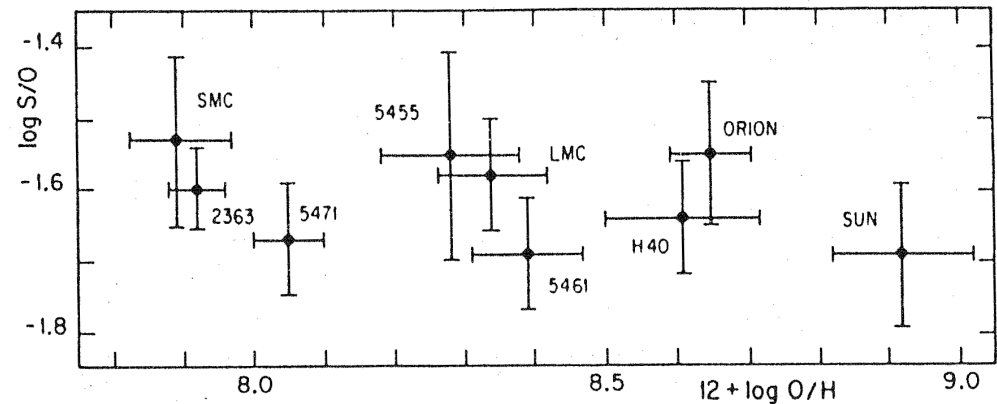 -1.4
log S/O
-1.6
-1.8
SMC
2363
5471
5455
LMC
5461
H40
ORION
SUN
8.0
8.5
12 + log O/H
9.0